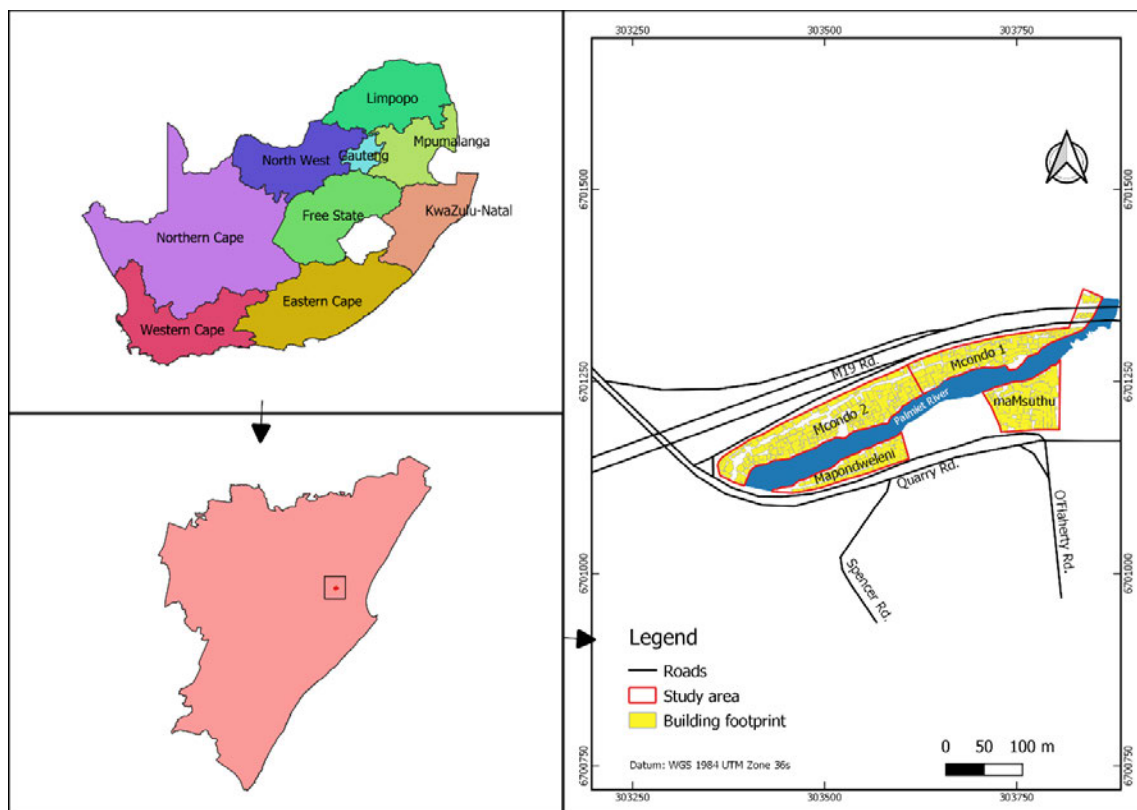 Limpopo
Mpumalanga
North West
Gauteng
KwaZulu-Natal
Free State
Northern Cape
Eastern Cape
Western Cape
303250
303500
303750
6701500
6701500
M19 Rd.
Mcondo 1
6701250
6701250
maMsuthu
Palmiet River
Mcondo 2
Mapondweleni
Quarry Rd.
O'Flaherty Rd.
6701000
6701000
Spencer Rd.
Legend
Roads
Study area
Building footprint
0 50 100 m
Datum: WGS 1984 UTM Zone 36s
6700750
6700750
303250
303500
303750